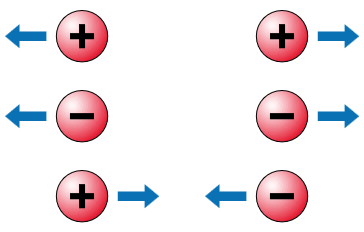 + +
− −
+ −